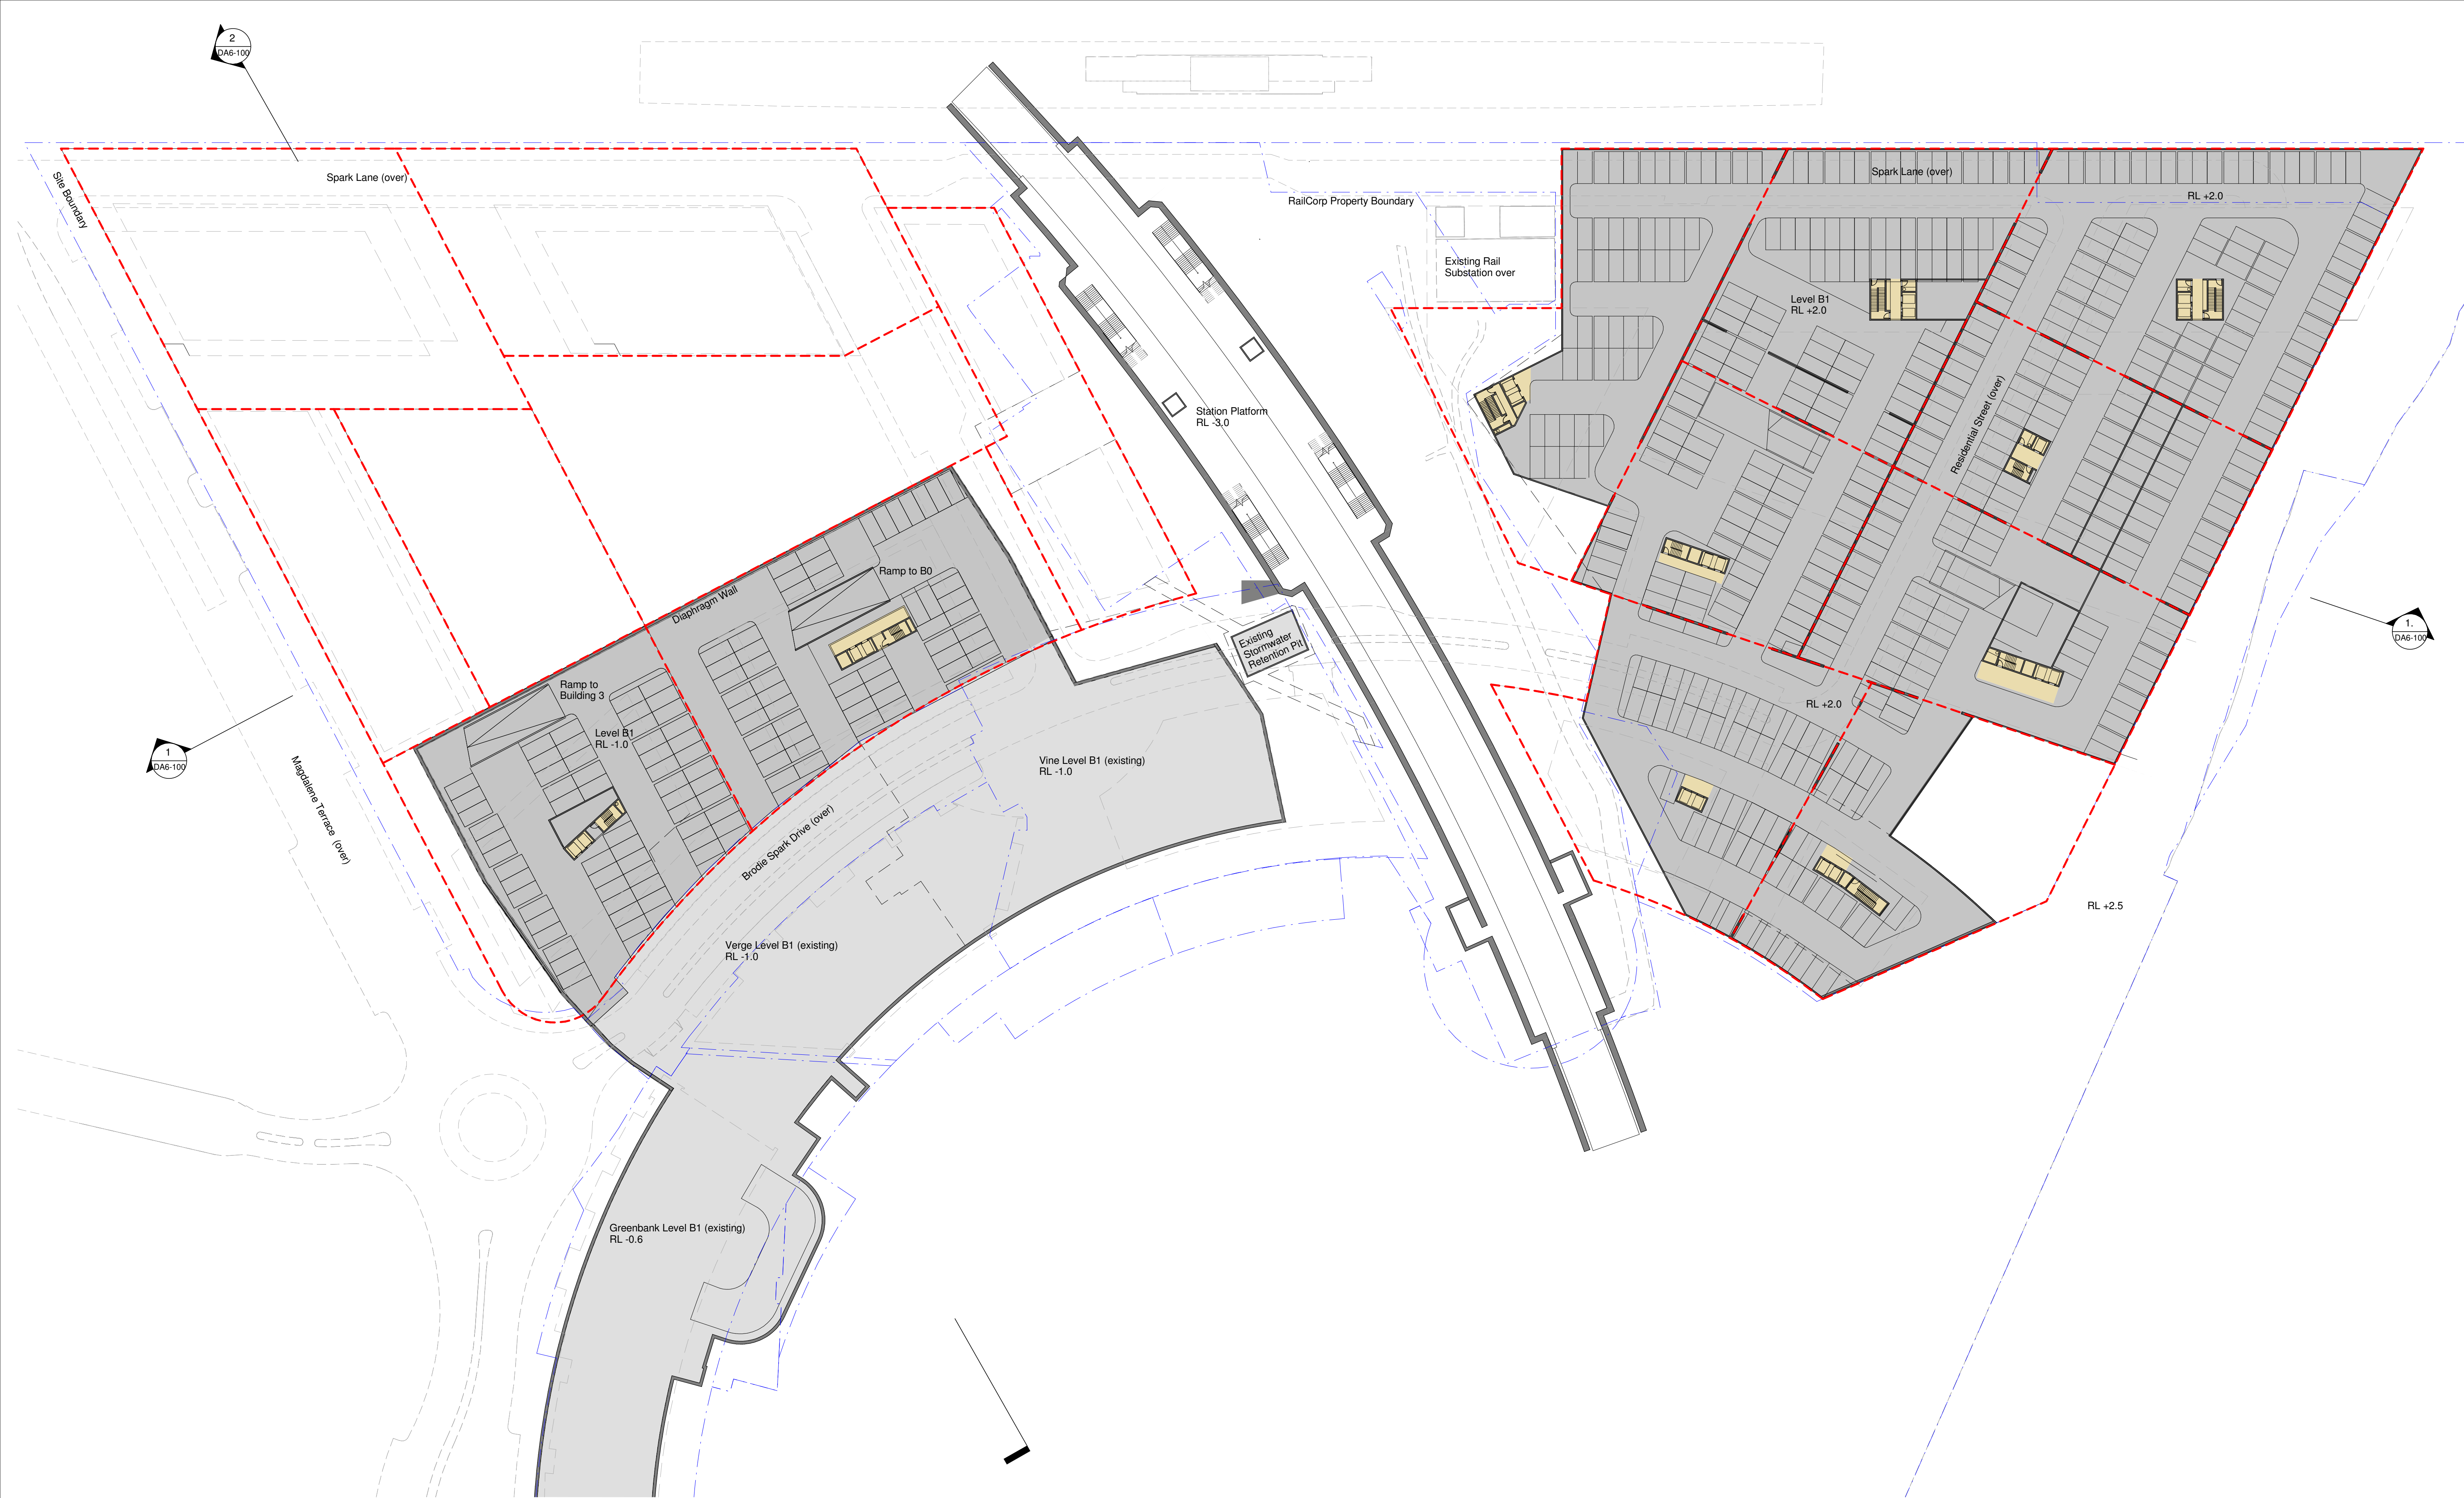 2
DA6-100
Site Boundary
Spark Lane (over)
RailCorp Property Boundary
Spark Lane (over)
RL +2.0
Existing Rail
Substation over
Level B1
RL +2.0
Station Platform
RL -3.0
Residential Street (over)
Ramp to B0
Diaphragm Wall
Existing
Stormwater
Retention Pit
1.
DA6-100
Ramp to
Building 3
Level B1
RL -1.0
RL +2.0
1
DA6-100
Magdalene Terrace (over)
Vine Level B1 (existing)
RL -1.0
Brodie Spark Drive (over)
RL +2.5
Verge Level B1 (existing)
RL -1.0
Greenbank Level B1 (existing)
RL -0.6